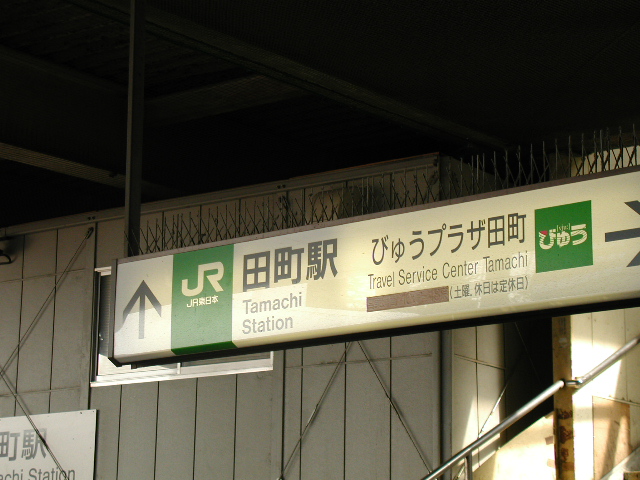 JR
JR東日本
田町駅
Tamachi
Station
びゅうプラザ田町
Travel Service Center Tamachi
(土曜、休日は定休日)
びゅう
町駅
achi Station